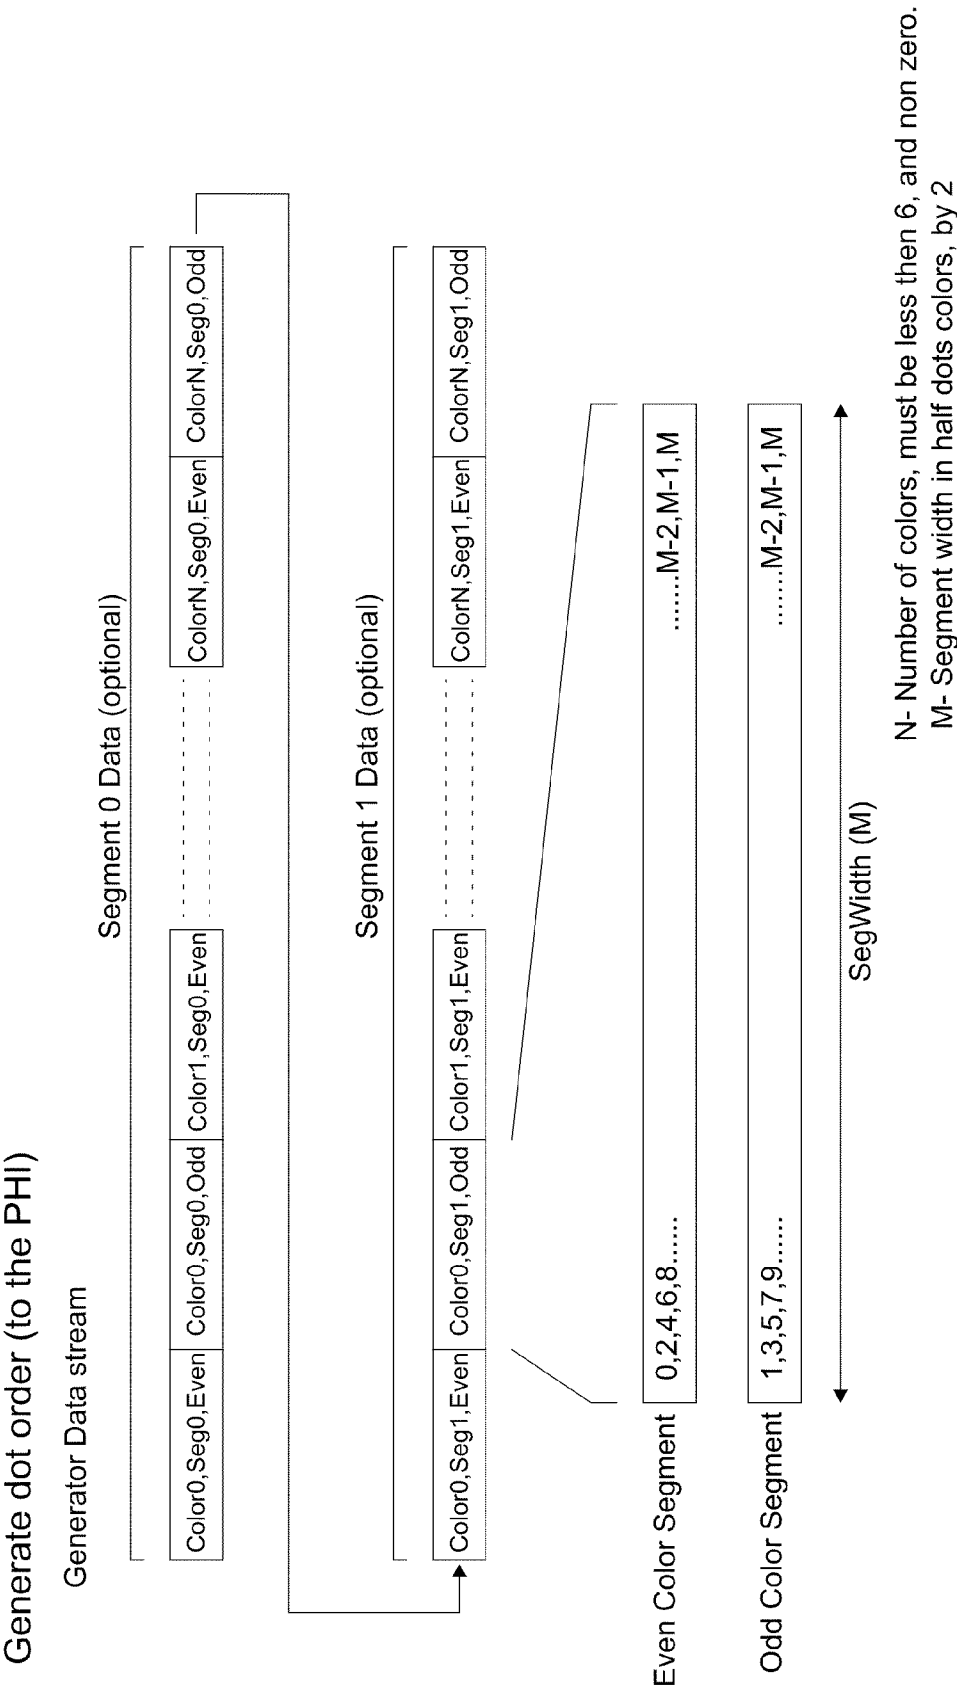 Generate dot order (to the PHI)
Generator Data stream
Segment 0 Data (optional)
Color0,Seg0,Even Color0,Seg0,Odd Color1,Seg0,Even ColorN,Seg0,Even ColorN,Seg0,Odd
Segment 1 Data (optional)
Color0,Seg1,Even Color0,Seg1,Odd Color1,Seg1,Even ColorN,Seg1,Even ColorN,Seg1,Odd
Even Color Segment 0,2,4,6,8...... .......M-2,M-1,M
Odd Color Segment 1,3,5,7,9...... .......M-2,M-1,M
SegWidth (M)
N- Number of colors, must be less then 6, and non zero.
M- Segment width in half dots colors, by 2